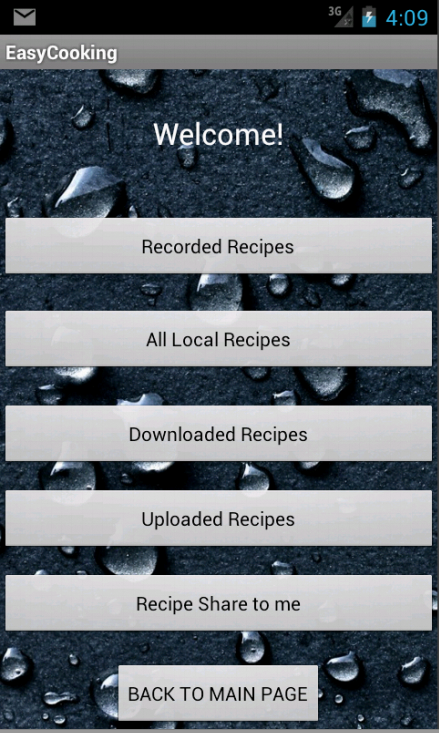 3G
4:09
EasyCooking
Welcome!
Recorded Recipes
All Local Recipes
Downloaded Recipes
Uploaded Recipes
Recipe Share to me
BACK TO MAIN PAGE